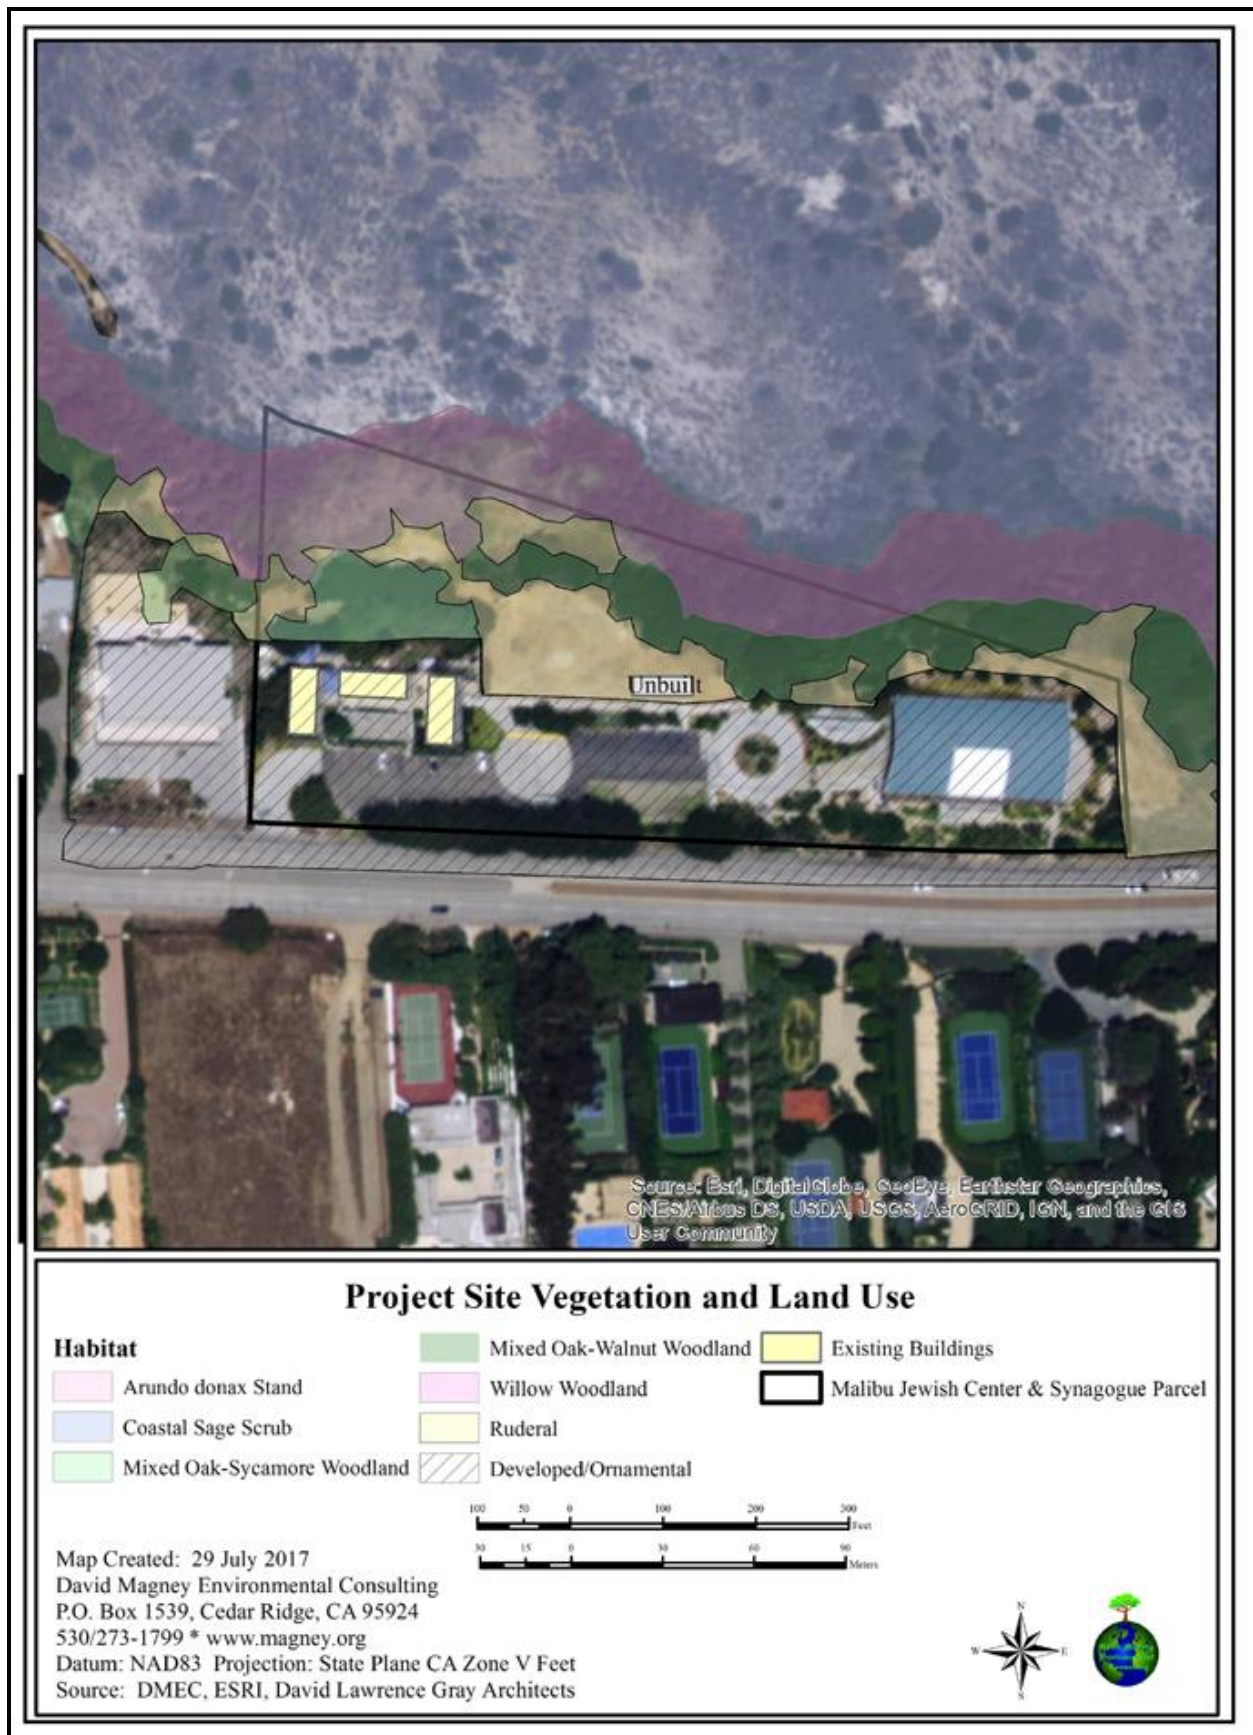 Unbuilt
Source: Esri, DigitalGlobe, GeoEye, Earthstar Geographics,
CNES/Airbus DS, USDA, USGS, AeroGRID, IGN, and the GIS
User Community
Project Site Vegetation and Land Use
Habitat
Arundo donax Stand
Coastal Sage Scrub
Mixed Oak-Sycamore Woodland
Mixed Oak-Walnut Woodland
Willow Woodland
Ruderal
Developed/Ornamental
Existing Buildings
Malibu Jewish Center & Synagogue Parcel
100 50 0 100 200 300
Feet
30 15 0 30 60 90
Meters
Map Created: 29 July 2017
David Magney Environmental Consulting
P.O. Box 1539, Cedar Ridge, CA 95924
530/273-1799 * www.magney.org
Datum: NAD83 Projection: State Plane CA Zone V Feet
Source: DMEC, ESRI, David Lawrence Gray Architects
N
W E
S